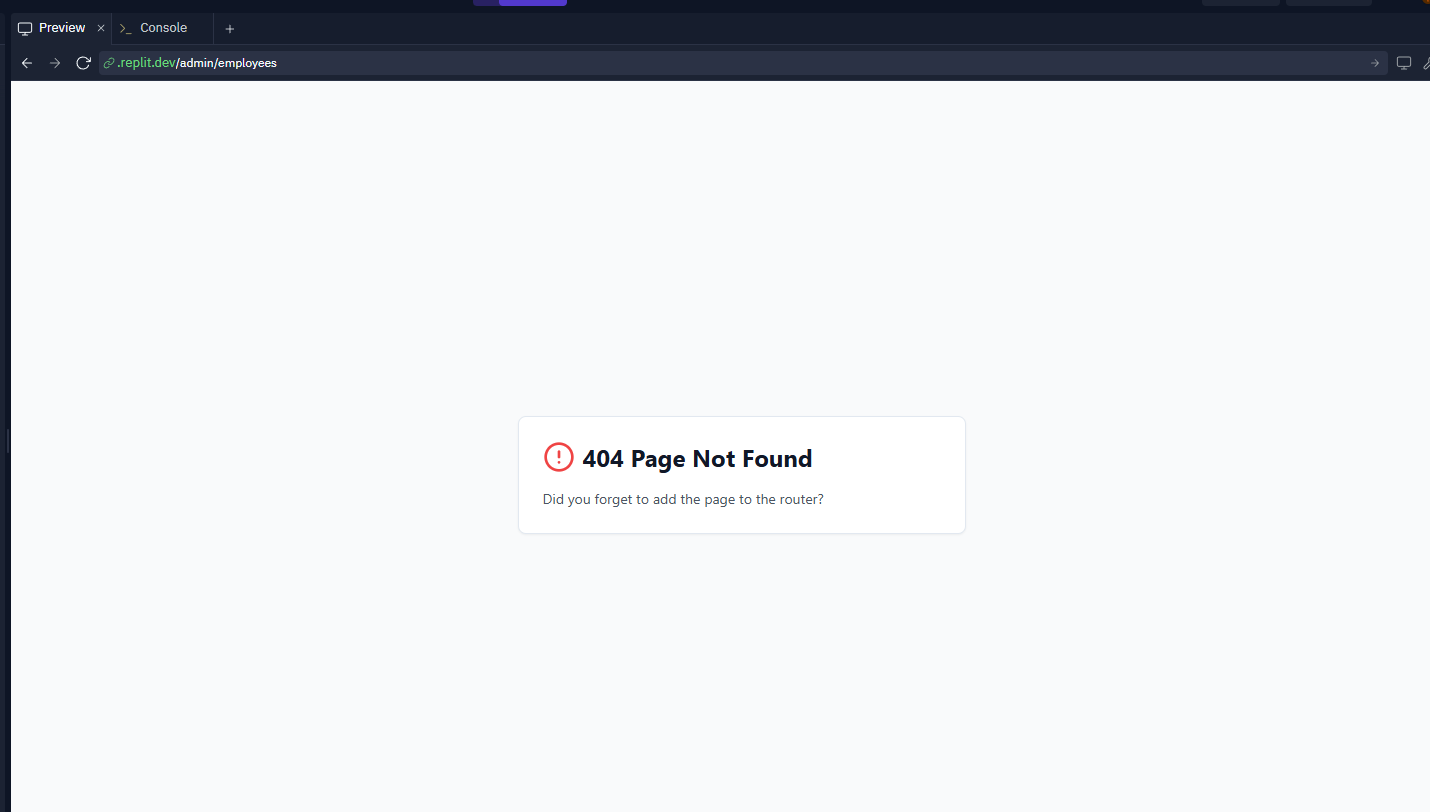 Preview
Console
.replit.dev/admin/employees
404 Page Not Found
Did you forget to add the page to the router?